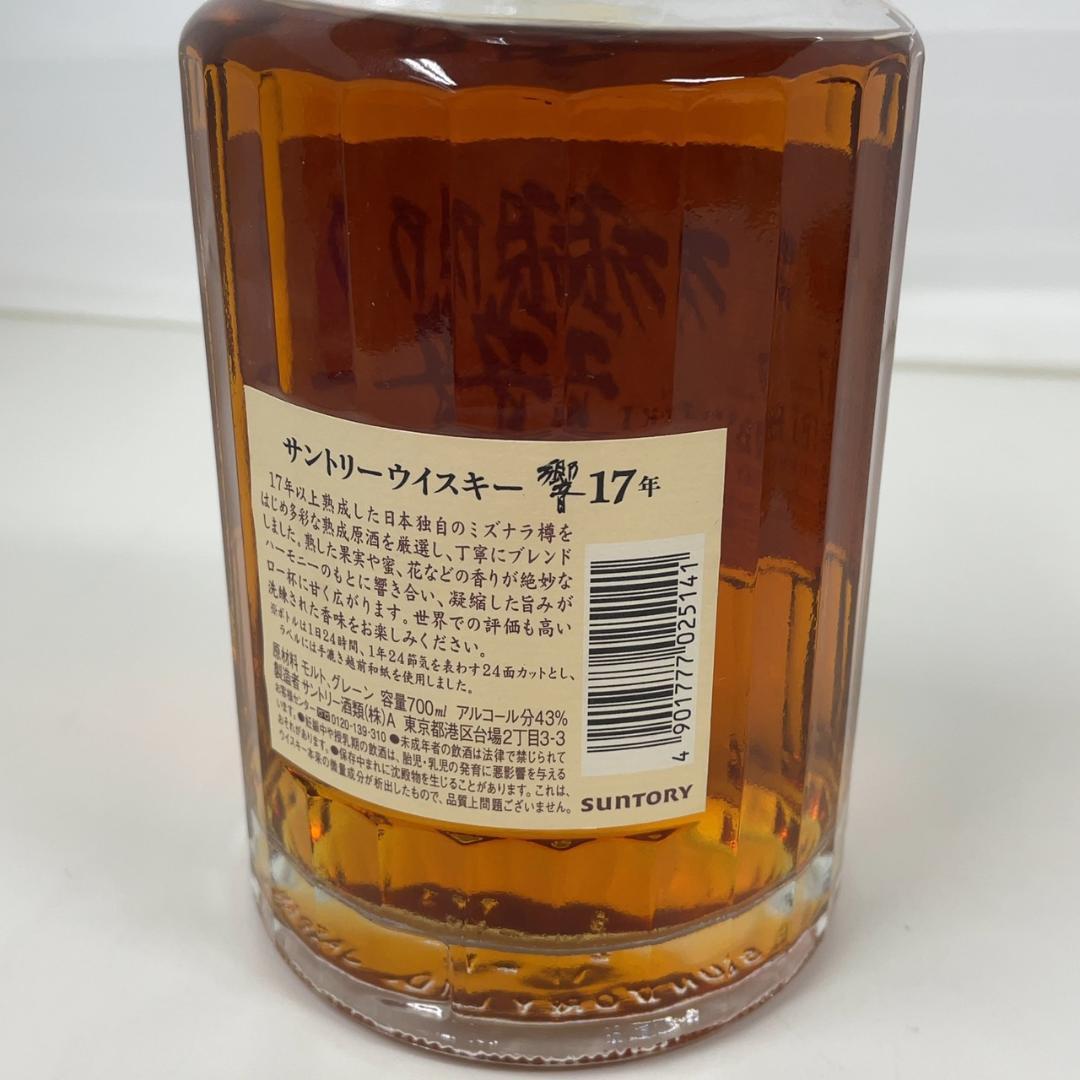 サントリーウイスキー 響 17年
17年以上熟成した日本独自のミズナラ樽を
はじめ多彩な熟成原酒を厳選し、丁寧にブレンド
しました。熟した果実や蜜、花などの香りが絶妙な
ハーモニーのもとに響き合い、凝縮した旨みが
口一杯に甘く広がります。世界での評価も高い
洗練された香味をお楽しみください。
※ボトルは1日24時間、1年24節気を表わす24面カットとし、
ラベルには手漉き越前和紙を使用しました。
原材料 モルト、グレーン 容量700ml アルコール分43%
製造者 サントリー酒類(株)A 東京都港区台場2丁目3-3
お客様センター 0120-139-310 ●未成年者の飲酒は法律で禁じられて
います。●妊娠中や授乳期の飲酒は、胎児・乳児の発育に悪影響を与える
おそれがあります。●保存中まれに沈殿物を生じることがあります。これは、
ウイスキー本来の微量成分が析出したもので、品質上問題ございません。
4 901777 025141
SUNTORY